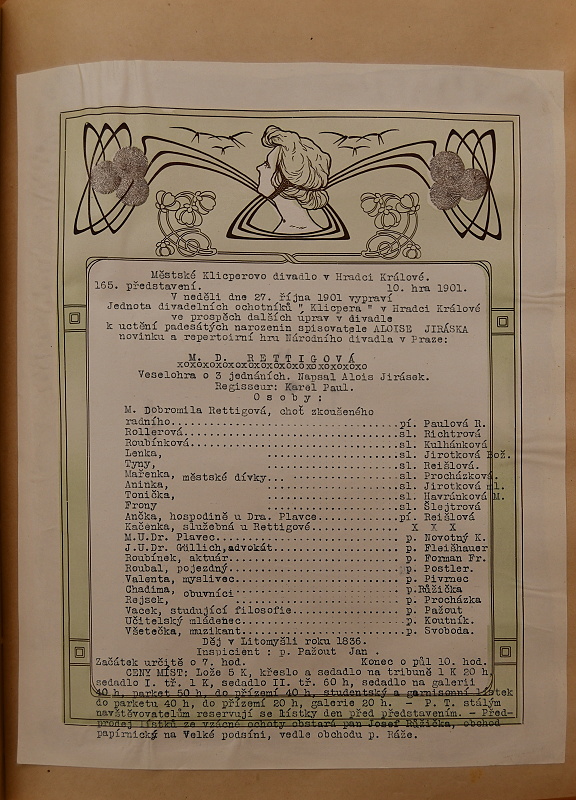 Městské Klicperovo divadlo v Hradci Králové.
165. představení. 10. hra 1901.
V neděli dne 27. října 1901 vypraví
Jednota divadelních ochotníků " Klicpera" v Hradci Králové
ve prospěch dalších úprav v divadle
k uctění padesátých narozenin spisovatele ALOISE JIRÁSKA
novinku a repertoirní hru Národního divadla v Praze:
M. D. RETTIGOVÁ
xoxoxoxoxoxoxoxoxoxoxoxoxo
Veselohra o 3 jednáních. Napsal Alois Jirásek.
Regisseur: Karel Paul.
Osoby:
M. Dobromila Rettigová, choť zkoušeného
radního..............................pí. Paulová R.
Rollerová............................sl. Richtrová
Roubínková...........................sl. Kulhánková
Lenka, ................sl. Jirotková Bož.
Tyny, ................sl. Reišlová.
Mařenka, městské dívky... ................sl. Procházková.
Aninka, ................sl. Jirotková ml.
Tonička, ................sl. Havránková M.
Frony ................sl. Šlejtrová
Ančka, hospodině u Dra. Plavce............pí. Reišlová
Kačenka, služebná u Rettigové............. X X X
M.U.Dr. Plavec.......................p. Novotný K.
J.U.Dr. Güllich,advokát................p. Fleišhauer
Roubínek, aktuár.....................p. Forman Fr.
Roubal, pojezdný.....................p. Postler.
Valenta, myslivec....................p. Pivrnec
Chadima, obuvníci.....................p.Růžička
Rejsek, .....................p. Procházka
Vacek, studující filosofie...........p. Pažout
Učitelský mládenec...................p. Koutník.
Všetečka, muzikant...................p. Svoboda.
Děj v Litomyšli roku 1836.
Inspicient : p. Pažout Jan .
Začátek určitě o 7. hod. Konec o půl 10. hod.
CENY MÍST: Lože 5 K, křeslo a sedadlo na tribuně 1 K 20 h,
sedadlo I. tř. 1 K, sedadlo II. tř. 60 h, sedadlo na galerii
40 h, parket 50 h, do přízemí 40 h, studentský a garnisonní lístek
do parketu 40 h, do přízemí 20 h, galerie 20 h. - P. T. stálým
navštěvovatelům reservují se lístky den před představením. - Před-
prodej lístků ze vzácné ochoty obstará pan Josef Růžička, obchod
papírnický na Velké podsíni, vedle obchodu p. Ráže.